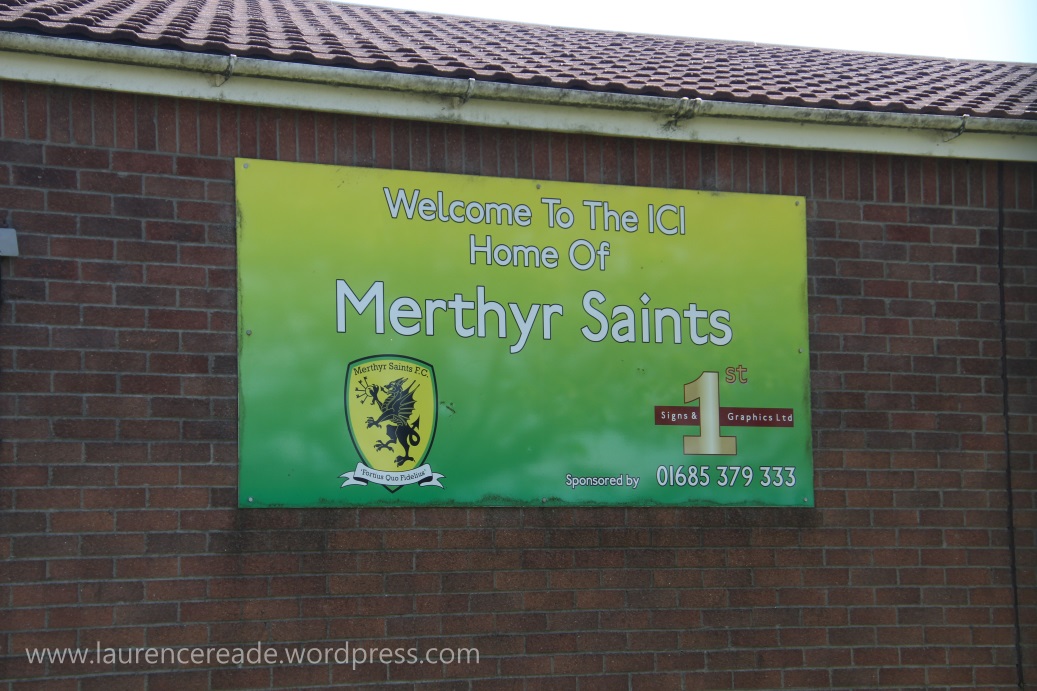 Welcome To The ICI
Home Of
Merthyr Saints
Merthyr Saints F.C.
'Fortius Quo Fidelius'
1st
Signs & Graphics Ltd
Sponsored by 01685 379 333
www.laurencereade.wordpress.com